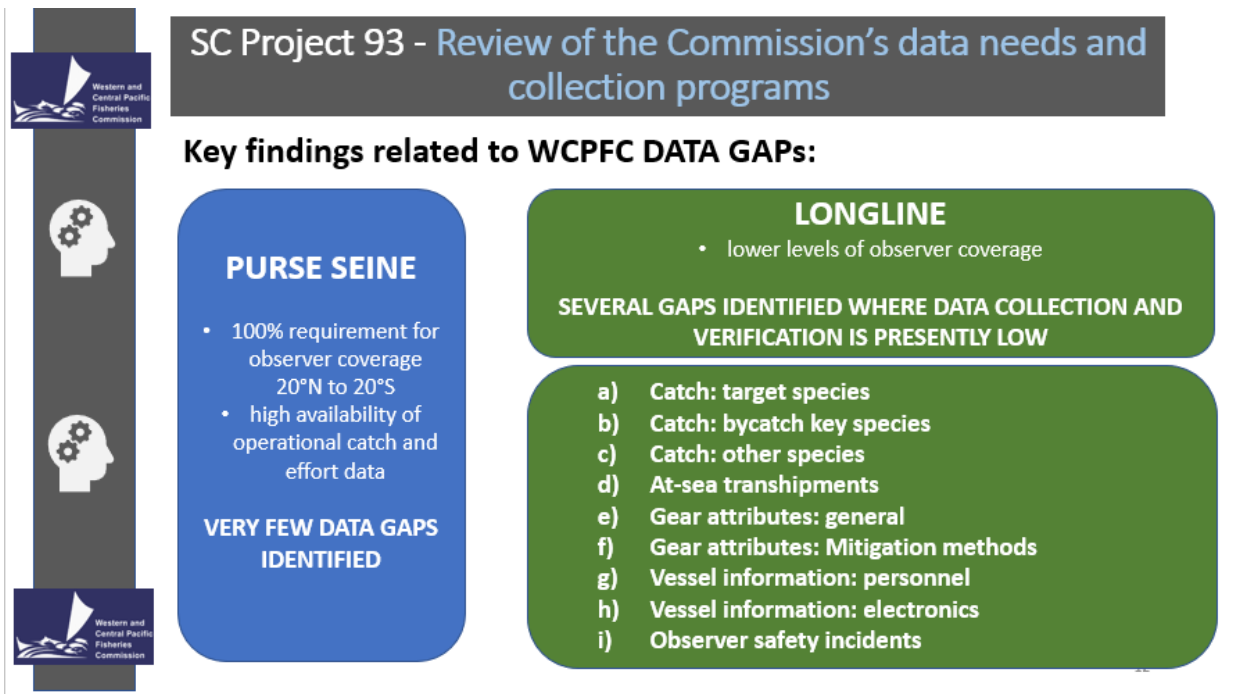 SC Project 93 - Review of the Commission's data needs and
collection programs
Western and
Central Pacific
Fisheries
Commission
Key findings related to WCPFC DATA GAPs:
PURSE SEINE
• 100% requirement for
observer coverage
20°N to 20°S
• high availability of
operational catch and
effort data
VERY FEW DATA GAPS
IDENTIFIED
LONGLINE
• lower levels of observer coverage
SEVERAL GAPS IDENTIFIED WHERE DATA COLLECTION AND
VERIFICATION IS PRESENTLY LOW
a) Catch: target species
b) Catch: bycatch key species
c) Catch: other species
d) At-sea transhipments
e) Gear attributes: general
f) Gear attributes: Mitigation methods
g) Vessel information: personnel
h) Vessel information: electronics
i) Observer safety incidents
Western and
Central Pacific
Fisheries
Commission